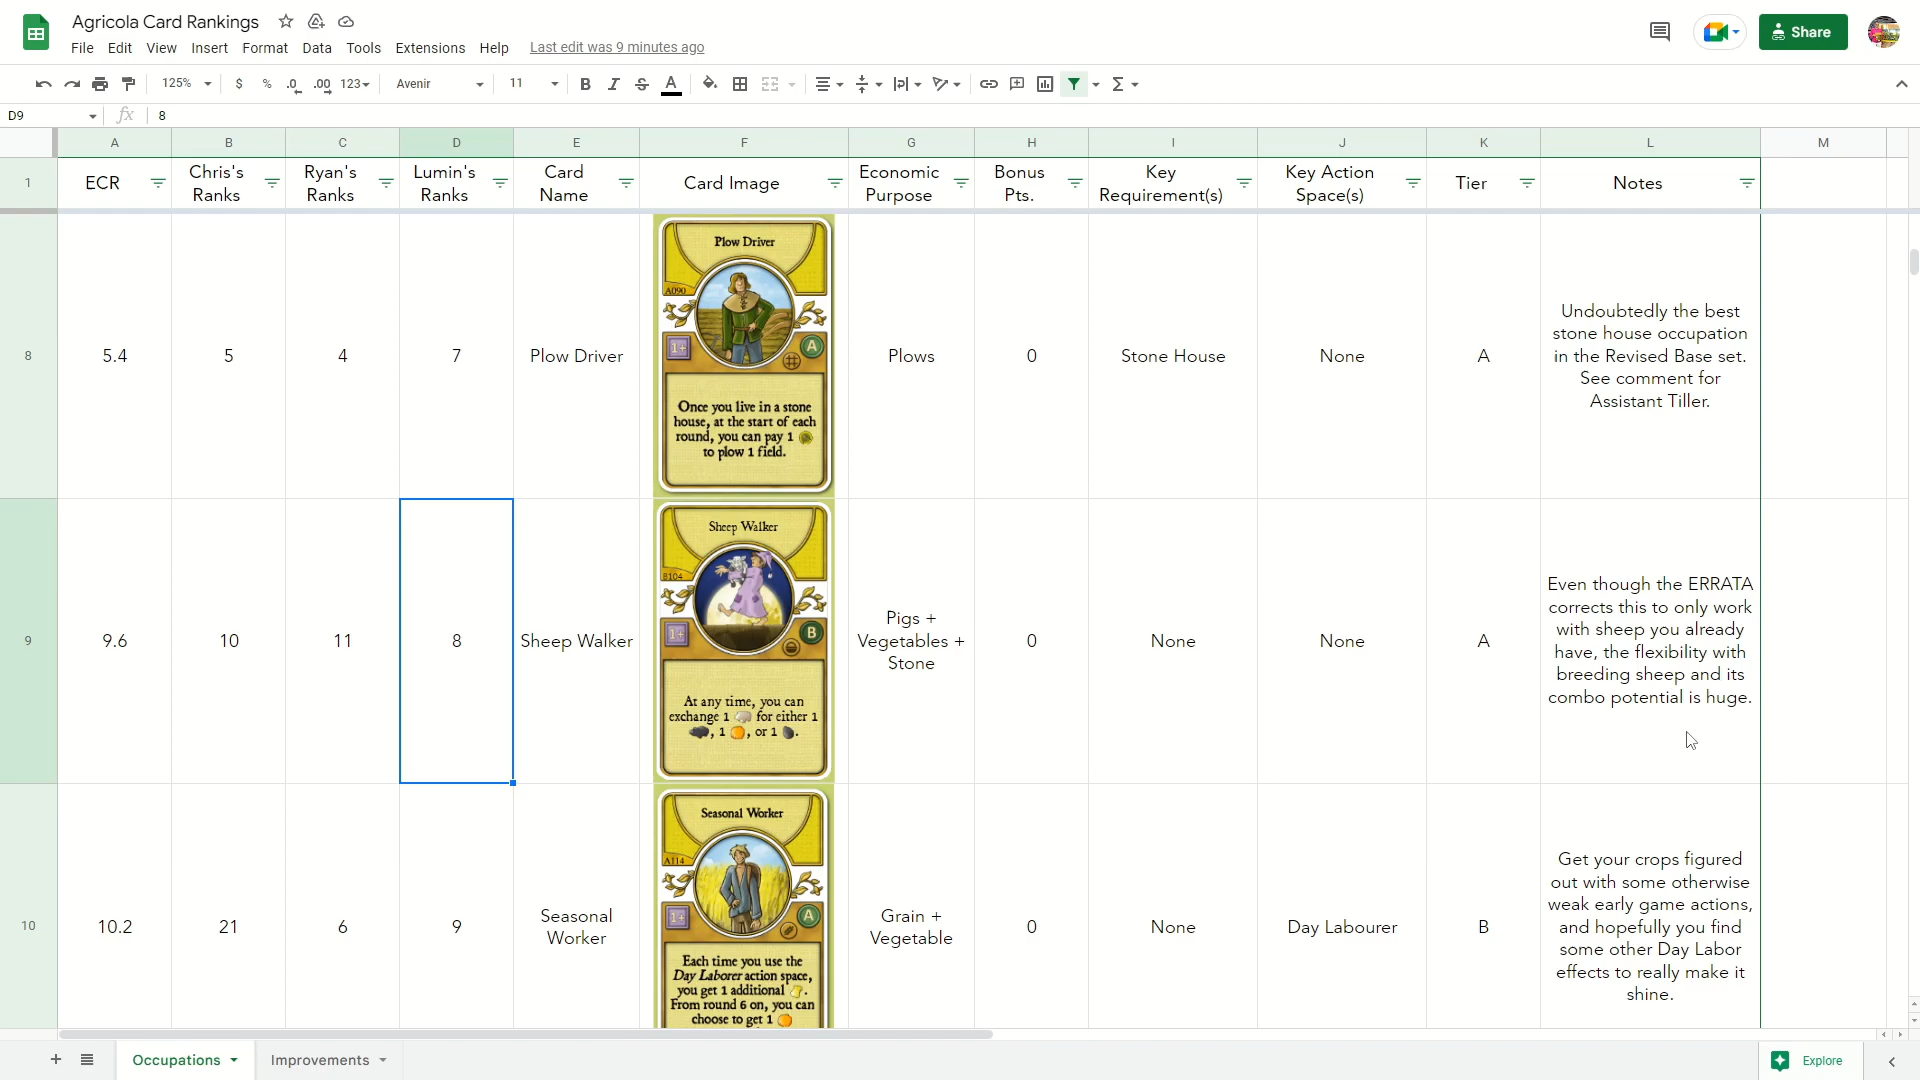 Agricola Card Rankings
File Edit View Insert Format Data Tools Extensions Help Last edit was 9 minutes ago
Share
125% $ % .0 .00 123 Avenir 11 B I S A
D9 fx 8
A B C D E F G H I J K L M
1 ECR Chris's Ranks Ryan's Ranks Lumin's Ranks Card Name Card Image Economic Purpose Bonus Pts. Key Requirement(s) Key Action Space(s) Tier Notes
8 5.4 5 4 7 Plow Driver
Plow Driver
A090
1+ A
Once you live in a stone
house, at the start of each
round, you can pay 1
to plow 1 field.
Plows 0 Stone House None A
Undoubtedly the best
stone house occupation
in the Revised Base set.
See comment for
Assistant Tiller.
9 9.6 10 11 8 Sheep Walker
Sheep Walker
B104
1+ B
At any time, you can
exchange 1 for either 1
, 1 , or 1 .
Pigs +
Vegetables +
Stone
0 None None A
Even though the ERRATA
corrects this to only work
with sheep you already
have, the flexibility with
breeding sheep and its
combo potential is huge.
10 10.2 21 6 9 Seasonal
Worker
Seasonal Worker
A114
1+ A
Each time you use the
Day Laborer action space,
you get 1 additional .
From round 6 on, you can
choose to get 1
Grain +
Vegetable
0 None Day Labourer B
Get your crops figured
out with some otherwise
weak early game actions,
and hopefully you find
some other Day Labor
effects to really make it
shine.
Occupations Improvements
Explore